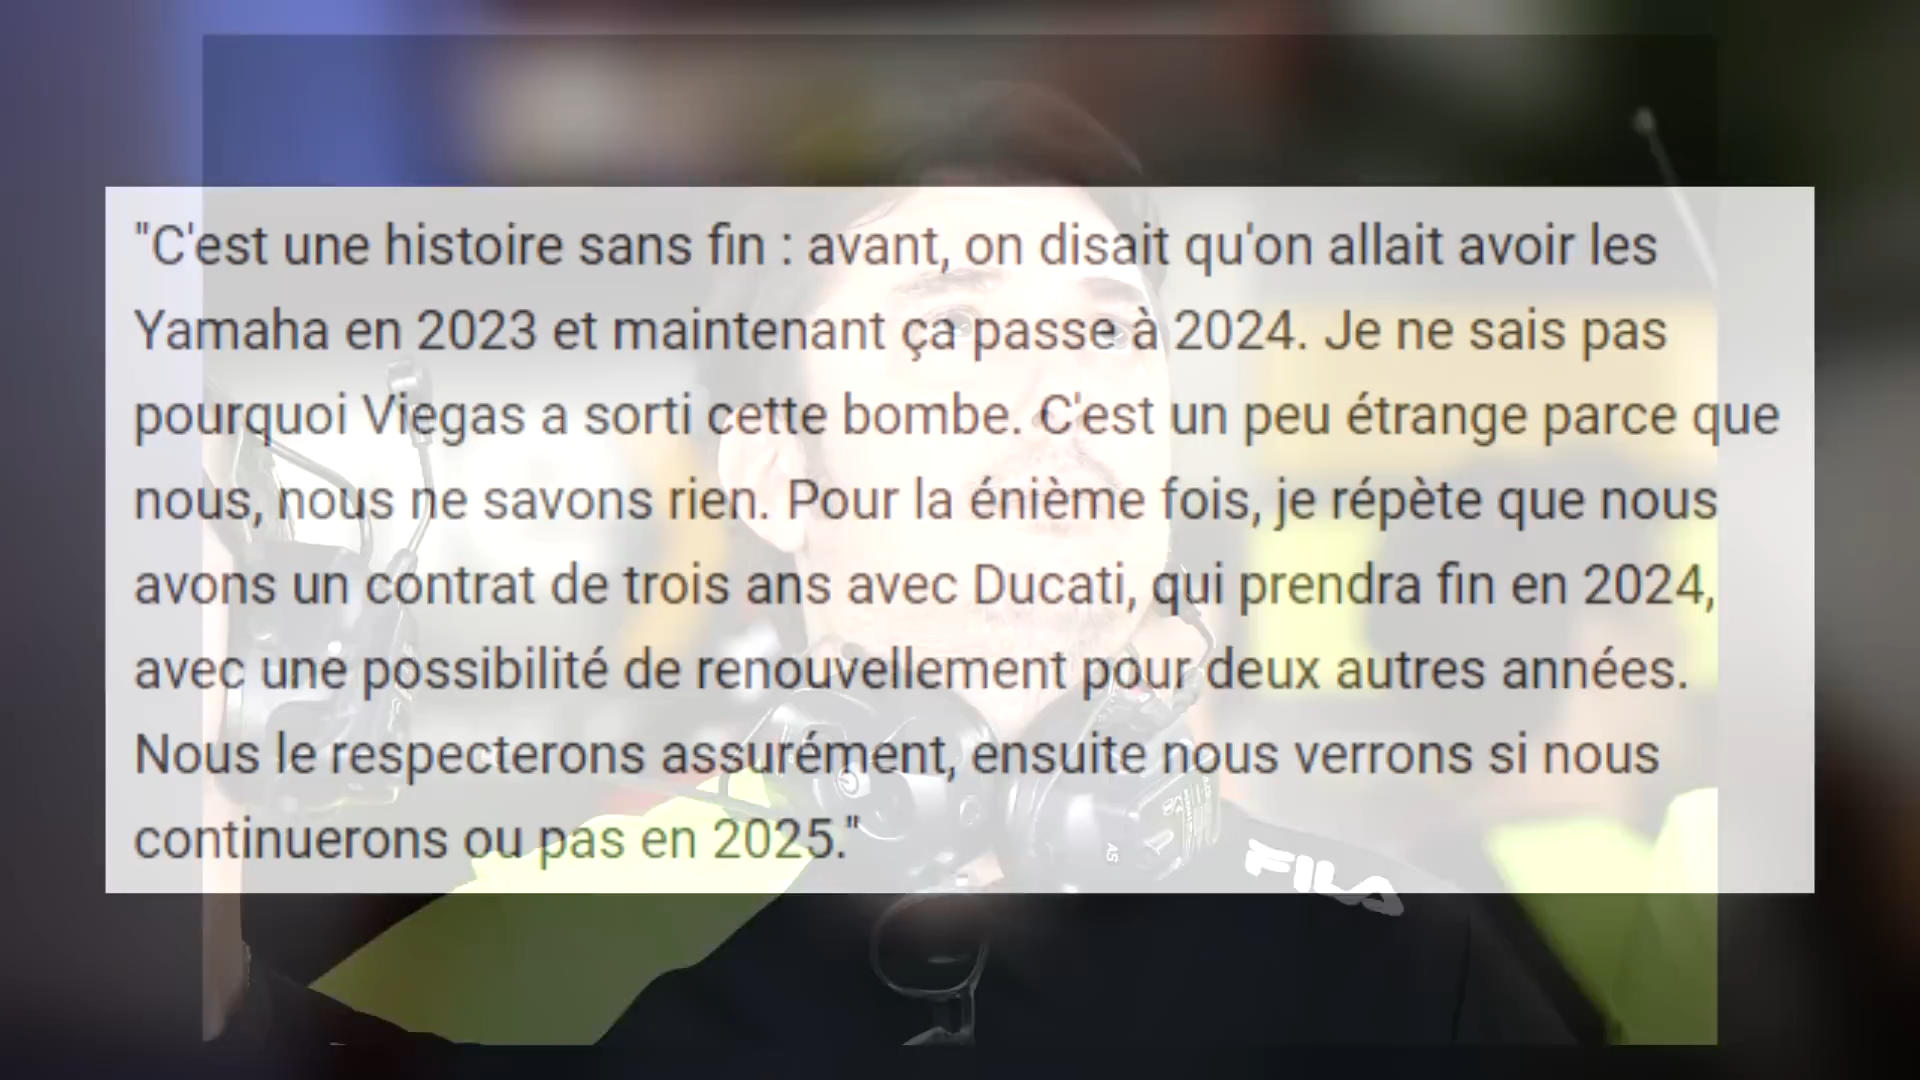 "C'est une histoire sans fin : avant, on disait qu'on allait avoir les
Yamaha en 2023 et maintenant ça passe à 2024. Je ne sais pas
pourquoi Viegas a sorti cette bombe. C'est un peu étrange parce que
nous, nous ne savons rien. Pour la énième fois, je répète que nous
avons un contrat de trois ans avec Ducati, qui prendra fin en 2024,
avec une possibilité de renouvellement pour deux autres années.
Nous le respecterons assurément, ensuite nous verrons si nous
continuerons ou pas en 2025."
AS
FILA